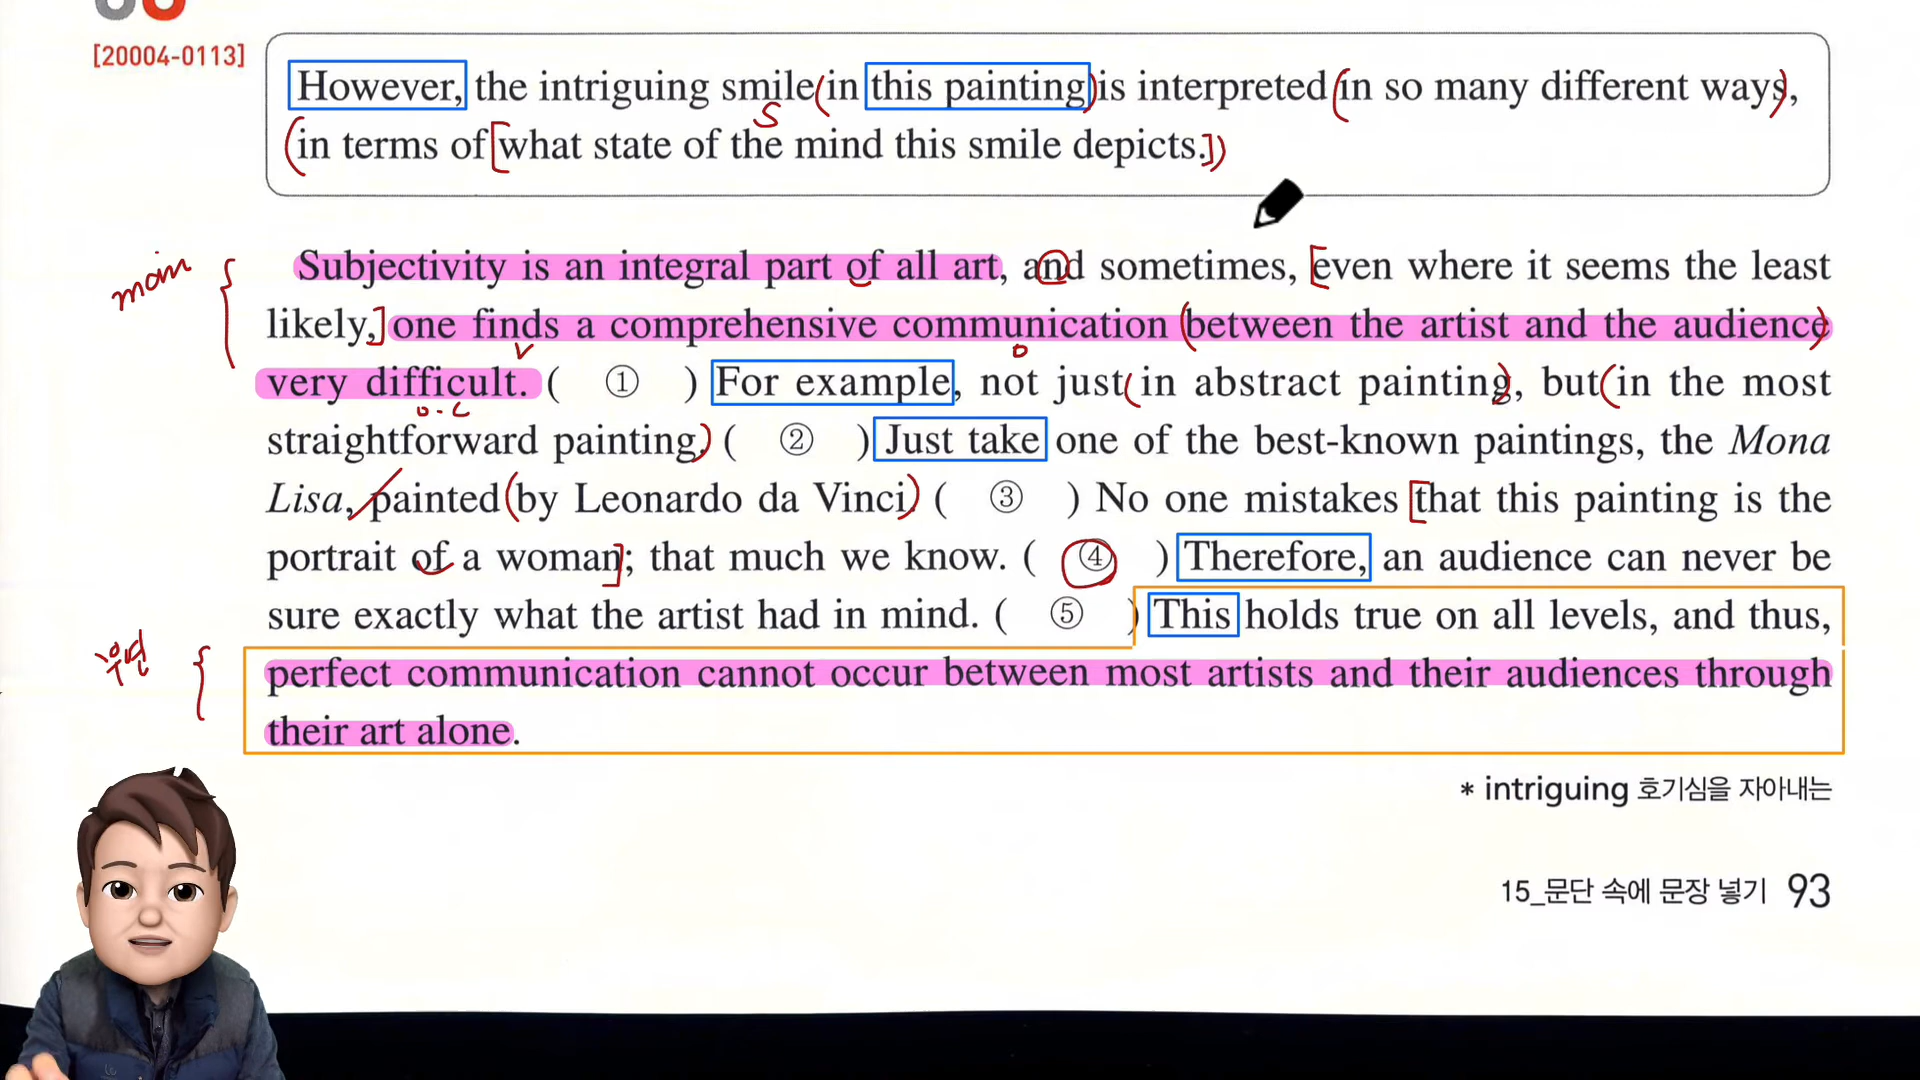 [20004-0113]
However, the intriguing smile in this painting is interpreted in so many different ways,
in terms of what state of the mind this smile depicts.
S
Subjectivity is an integral part of all art, and sometimes, even where it seems the least
main
likely, one finds a comprehensive communication between the artist and the audience
v o
very difficult. ( ① ) For example, not just in abstract painting, but in the most
o.c
straightforward painting. ( ② ) Just take one of the best-known paintings, the Mona
Lisa, painted by Leonardo da Vinci. ( ③ ) No one mistakes that this painting is the
portrait of a woman; that much we know. ( ④ ) Therefore, an audience can never be
sure exactly what the artist had in mind. ( ⑤ ) This holds true on all levels, and thus,
perfect communication cannot occur between most artists and their audiences through
their art alone.
* intriguing 호기심을 자아내는
15_문단 속에 문장 넣기 93